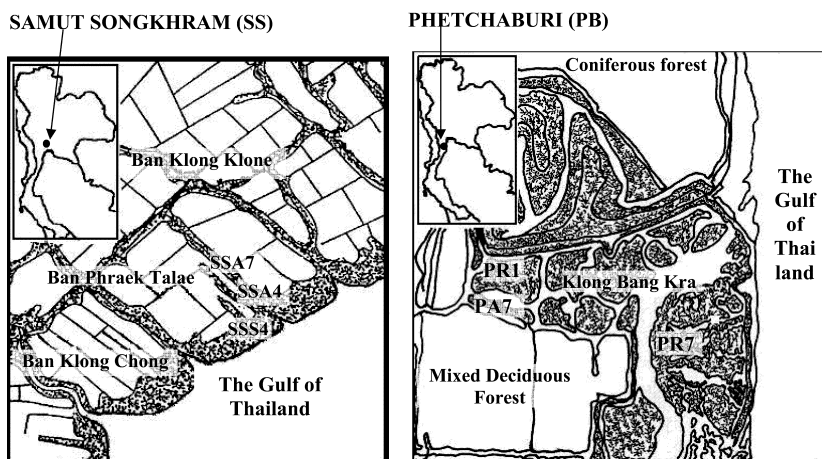 SAMUT SONGKHRAM (SS)
Ban Klong Klone
Ban Phraek Talae
SSA7
SSA4
SSS4
Ban Klong Chong
The Gulf of
Thailand
PHETCHABURI (PB)
Coniferous forest
The
Gulf
of
Thai
land
PR1
Klong Bang Kra
PA7
PR7
Mixed Deciduous
Forest